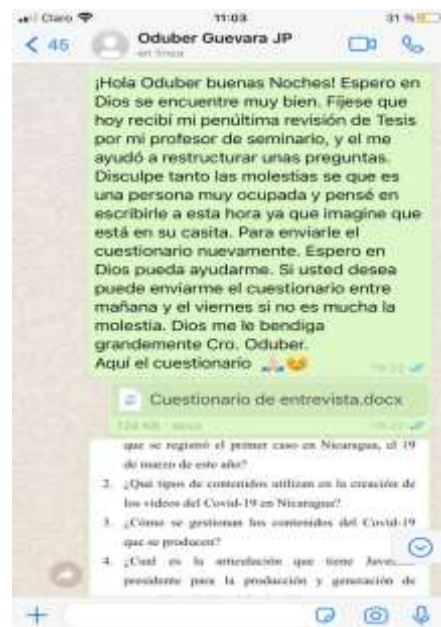 Claro 11:03 31 %
45 Oduber Guevara JP
en línea
¡Hola Oduber buenas Noches! Espero en
Dios se encuentre muy bien. Fíjese que
hoy recibí mi penúltima revisión de Tesis
por mi profesor de seminario, y el me
ayudó a restructurar unas preguntas.
Disculpe tanto las molestias se que es
una persona muy ocupada y pensé en
escribirle a esta hora ya que imagine que
está en su casita. Para enviarle el
cuestionario nuevamente. Espero en
Dios pueda ayudarme. Si usted desea
puede enviarme el cuestionario entre
mañana y el viernes si no es mucha la
molestia. Dios me le bendiga
grandemente Cro. Oduber.
Aquí el cuestionario 🙏🏻😊
Cuestionario de entrevista.docx
que se registró el primer caso en Nicaragua, el 19
de marzo de este año?
2. ¿Qué tipos de contenidos utilizan en la creación de
los videos del Covid-19 en Nicaragua?
3. ¿Cómo se gestionan los contenidos del Covid-19
que se producen?
4. ¿Cuál es la articulación que tiene
presidente para la producción y generación de